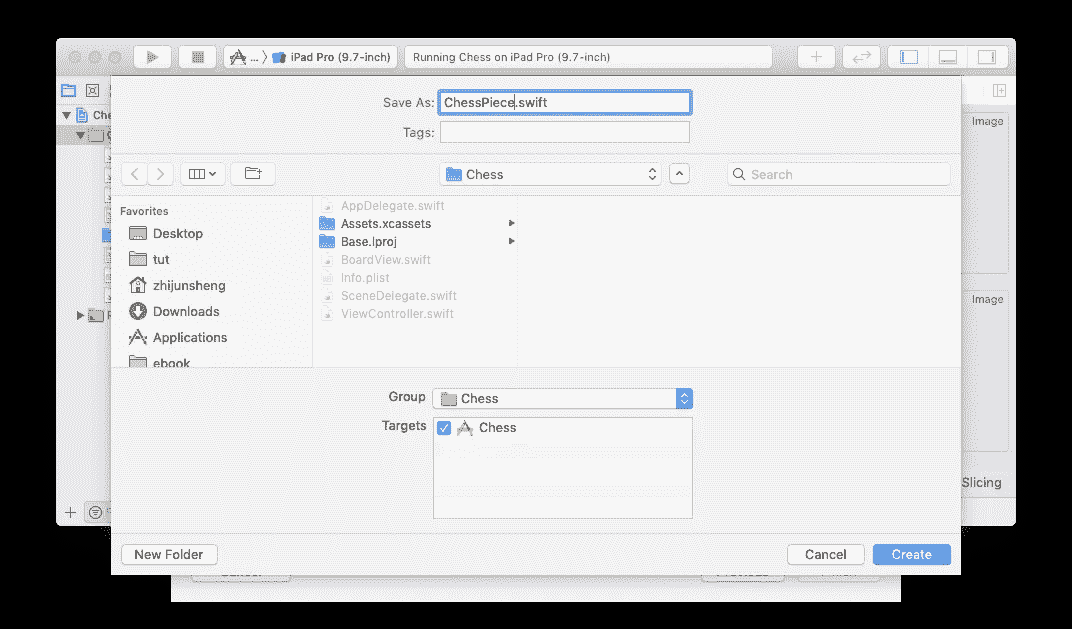 ... iPad Pro (9.7-inch) Running Chess on iPad Pro (9.7-inch)
Save As: ChessPiece.swift
Tags:
Che
Image
Chess
Search
Favorites
Desktop
tut
zhijunsheng
Downloads
Applications
ebook
AppDelegate.swift
Assets.xcassets
Base.lproj
BoardView.swift
Info.plist
SceneDelegate.swift
ViewController.swift
Image
Group Chess
Targets Chess
Slicing
New Folder Cancel Create